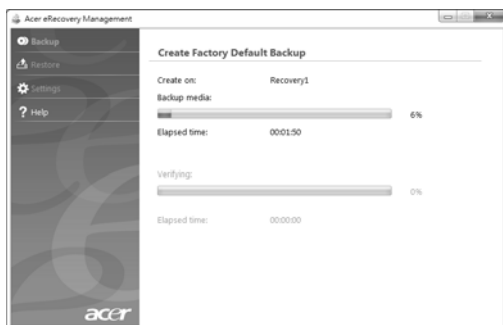 Acer eRecovery Management
Backup
Restore
Settings
? Help
Create Factory Default Backup
Create on: Recovery1
Backup media:
6%
Elapsed time: 00:01:50
Verifying:
0%
Elapsed time: 00:00:00
acer